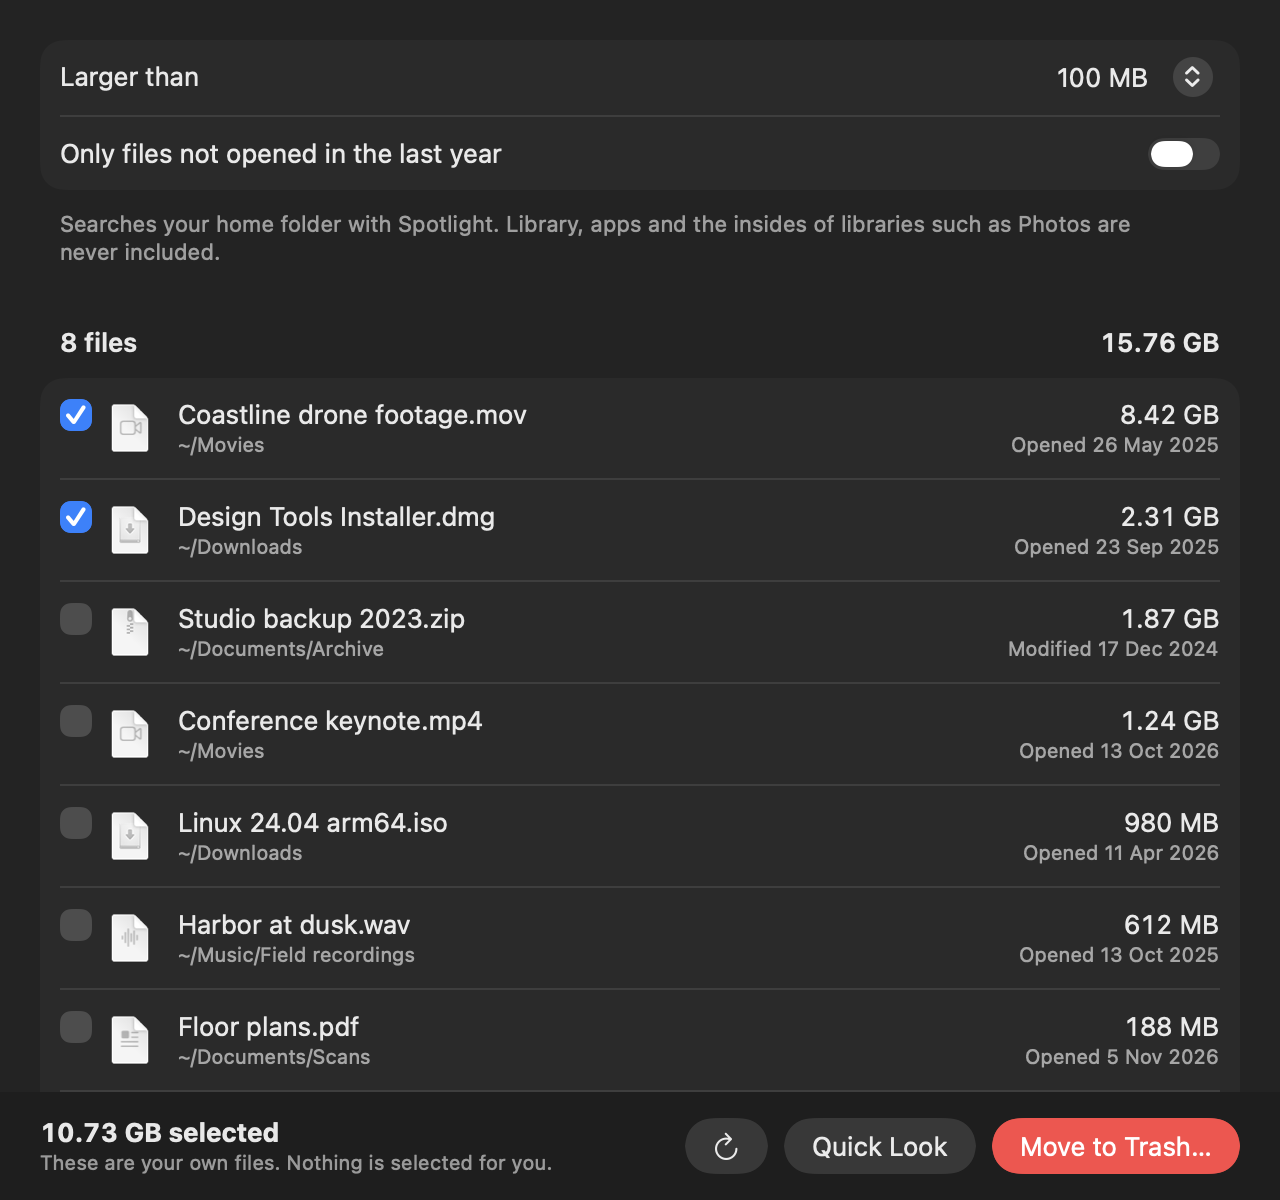 Larger than
100 MB
Only files not opened in the last year
Searches your home folder with Spotlight. Library, apps and the insides of libraries such as Photos are
never included.
8 files
15.76 GB
Coastline drone footage.mov
8.42 GB
~/Movies
Opened 26 May 2025
Design Tools Installer.dmg
2.31 GB
~/Downloads
Opened 23 Sep 2025
Studio backup 2023.zip
1.87 GB
~/Documents/Archive
Modified 17 Dec 2024
Conference keynote.mp4
1.24 GB
~/Movies
Opened 13 Oct 2026
Linux 24.04 arm64.iso
980 MB
~/Downloads
Opened 11 Apr 2026
Harbor at dusk.wav
612 MB
~/Music/Field recordings
Opened 13 Oct 2025
Floor plans.pdf
188 MB
~/Documents/Scans
Opened 5 Nov 2026
10.73 GB selected
These are your own files. Nothing is selected for you.
Quick Look
Move to Trash...